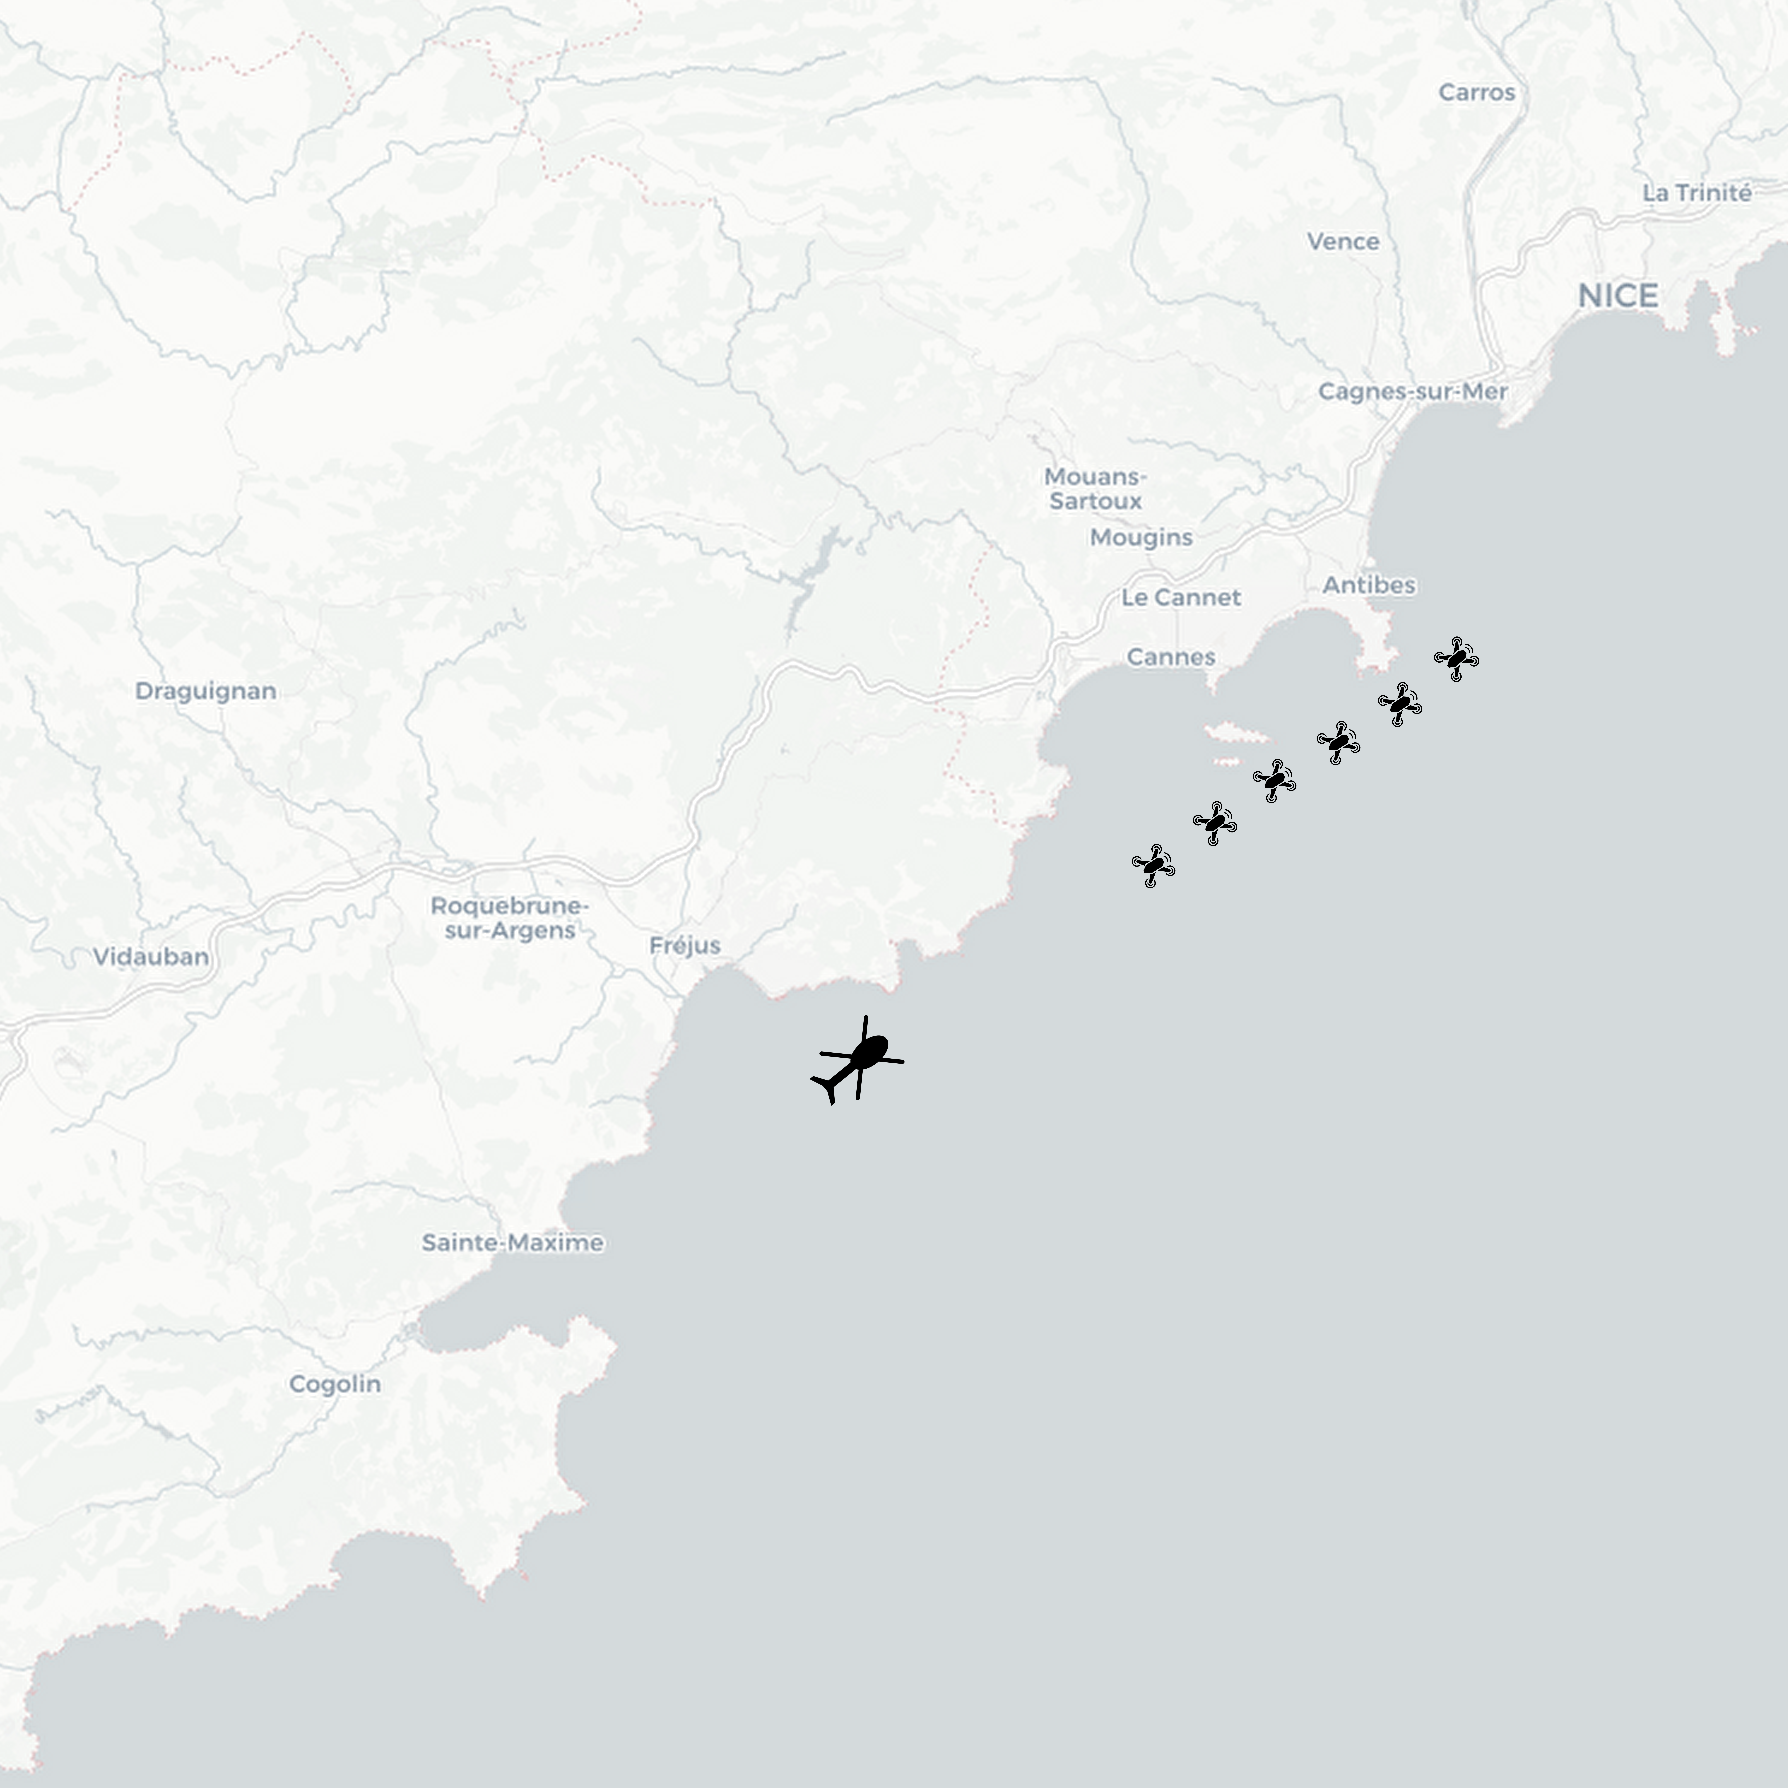 Carros
La Trinité
Vence
NICE
Cagnes-sur-Mer
Mouans-
Sartoux
Mougins
Antibes
Le Cannet
Cannes
Draguignan
Roquebrune-
sur-Argens
Fréjus
Vidauban
Sainte-Maxime
Cogolin